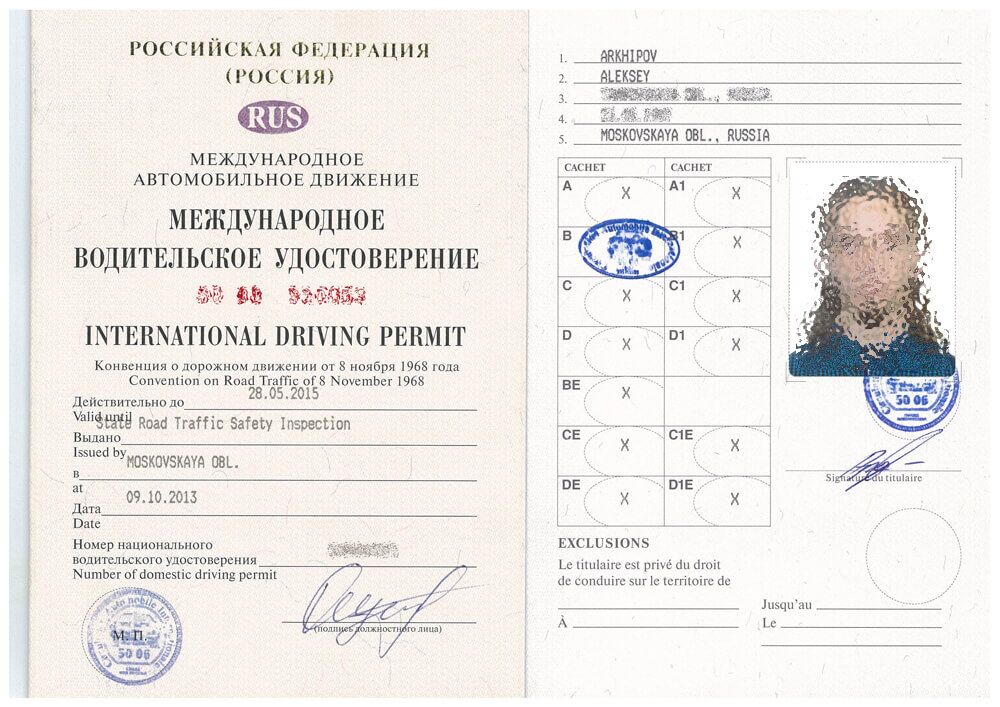 РОССИЙСКАЯ ФЕДЕРАЦИЯ
(РОССИЯ)
RUS
МЕЖДУНАРОДНОЕ
АВТОМОБИЛЬНОЕ ДВИЖЕНИЕ
МЕЖДУНАРОДНОЕ
ВОДИТЕЛЬСКОЕ УДОСТОВЕРЕНИЕ
INTERNATIONAL DRIVING PERMIT
Конвенция о дорожном движении от 8 ноября 1968 года
Convention on Road Traffic of 8 November 1968
Действительно до 28.05.2015
Valid until
State Road Traffic Safety Inspection
Выдано
Issued by
MOSKOVSKAYA OBL.
в
at
09.10.2013
Дата
Date
Номер национального
водительского удостоверения
Number of domestic driving permit
(подпись должностного лица)
М. П.
50 06
1. ARKHIPOV
2. ALEKSEY
3.
4.
5. MOSKOVSKAYA OBL., RUSSIA
CACHET CACHET
A X A1 X
B B1 X
C X C1 X
D X D1 X
BE X
CE X C1E X
DE X D1E X
50 06
Signature du titulaire
EXCLUSIONS
Le titulaire est privé du droit
de conduire sur le territoire de
Jusqu'au
À Le